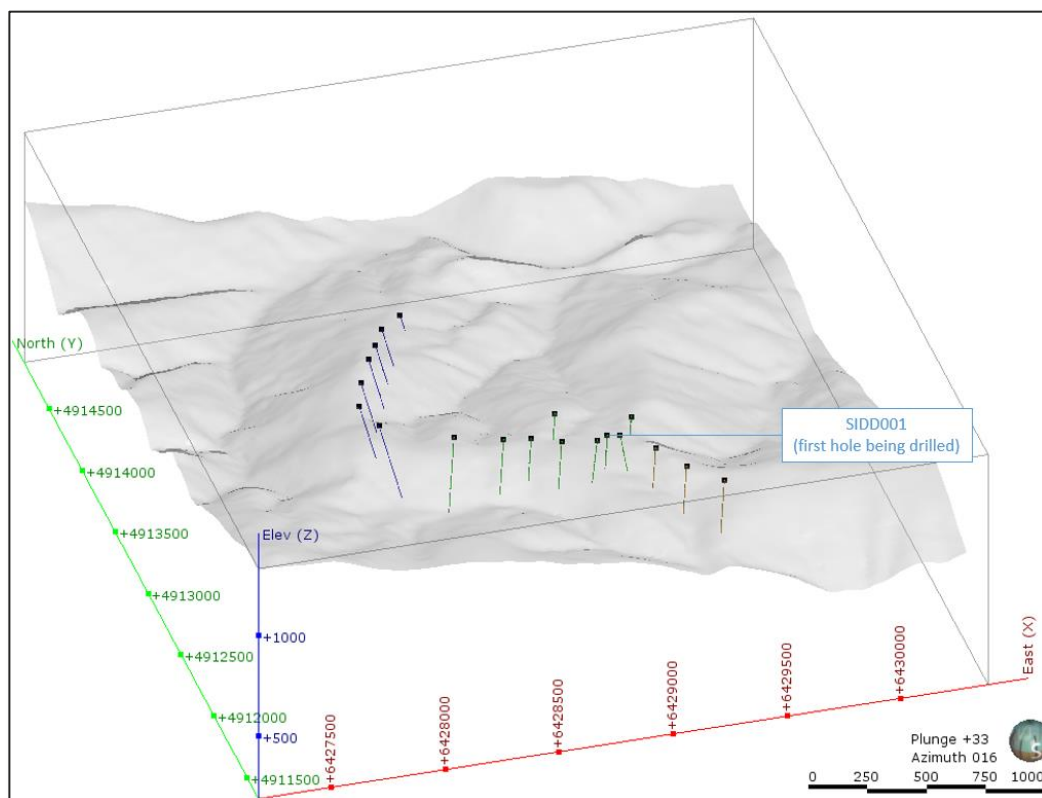 North (Y)
+4914500
+4914000
+4913500
+4913000
+4912500
+4912000
+4911500
Elev (Z)
+1000
+500
SIDD001
(first hole being drilled)
+6427500
+6428000
+6428500
+6429000
+6429500
+6430000
East (X)
Plunge +33
Azimuth 016
S
0 250 500 750 1000